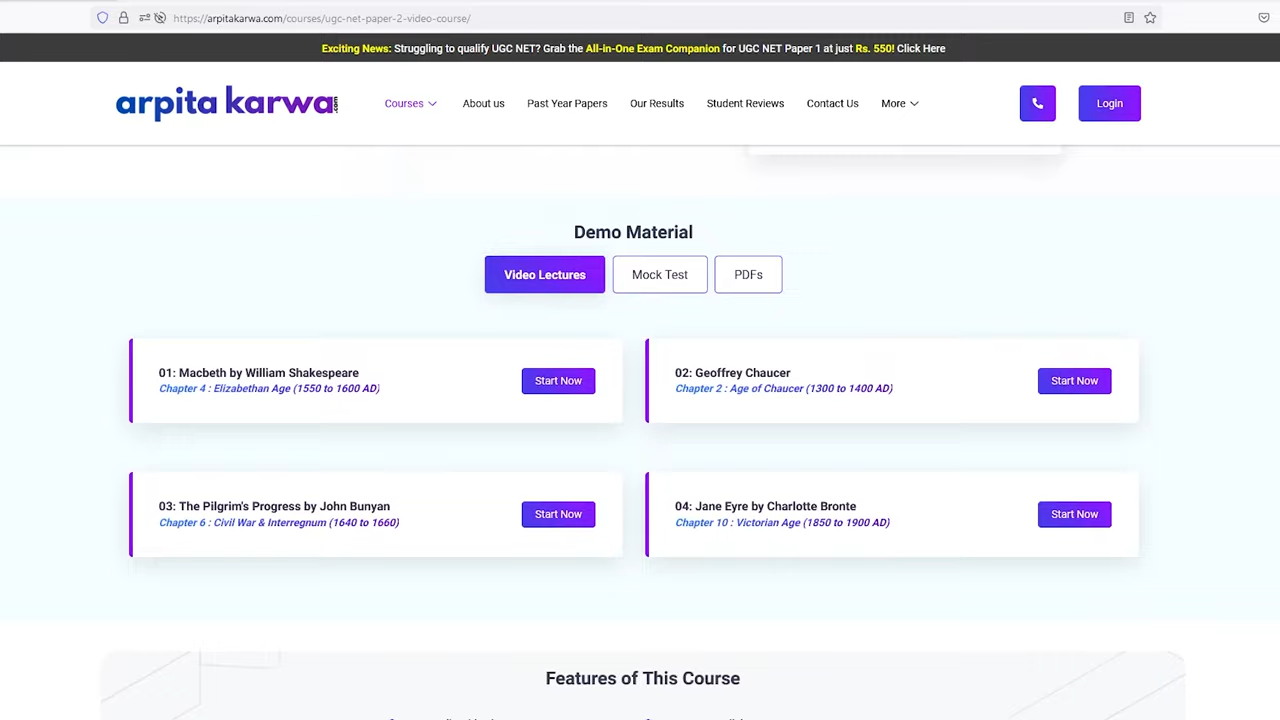 https://arpitakarwa.com/courses/ugc-net-paper-2-video-course/
Exciting News: Struggling to qualify UGC NET? Grab the All-in-One Exam Companion for UGC NET Paper 1 at just Rs. 550! Click Here
arpita karwa.com
Courses
About us
Past Year Papers
Our Results
Student Reviews
Contact Us
More
Login
Demo Material
Video Lectures
Mock Test
PDFs
01: Macbeth by William Shakespeare
Chapter 4 : Elizabethan Age (1550 to 1600 AD)
Start Now
02: Geoffrey Chaucer
Chapter 2 : Age of Chaucer (1300 to 1400 AD)
Start Now
03: The Pilgrim's Progress by John Bunyan
Chapter 6 : Civil War & Interregnum (1640 to 1660)
Start Now
04: Jane Eyre by Charlotte Bronte
Chapter 10 : Victorian Age (1850 to 1900 AD)
Start Now
Features of This Course